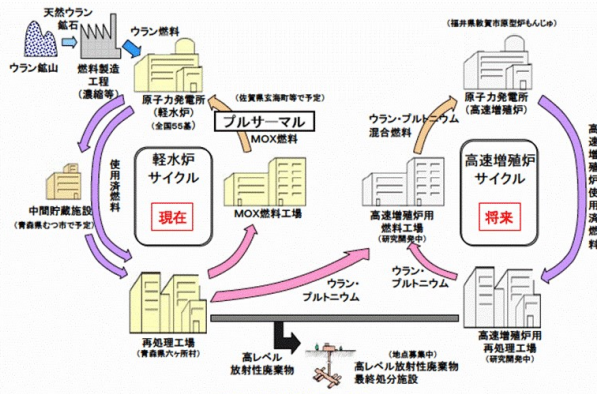 天然ウラン
鉱石
ウラン燃料
ウラン鉱山
燃料製造
工程
(濃縮等)
原子力発電所
(軽水炉)
(全国55基)
(佐賀県玄海町等で予定)
プルサーマル
MOX燃料
使用済燃料
軽水炉
サイクル
現在
中間貯蔵施設
(青森県むつ市で予定)
MOX燃料工場
再処理工場
(青森県六ヶ所村)
ウラン・
プルトニウム
高レベル
放射性廃棄物
(地点募集中)
高レベル放射性廃棄物
最終処分施設
(福井県敦賀市原型炉もんじゅ)
原子力発電所
(高速増殖炉)
ウラン・プルトニウム
混合燃料
高速増殖炉
サイクル
将来
高速増殖炉使用済燃料
高速増殖炉用
燃料工場
(研究開発中)
ウラン・
プルトニウム
高速増殖炉用
再処理工場
(研究開発中)